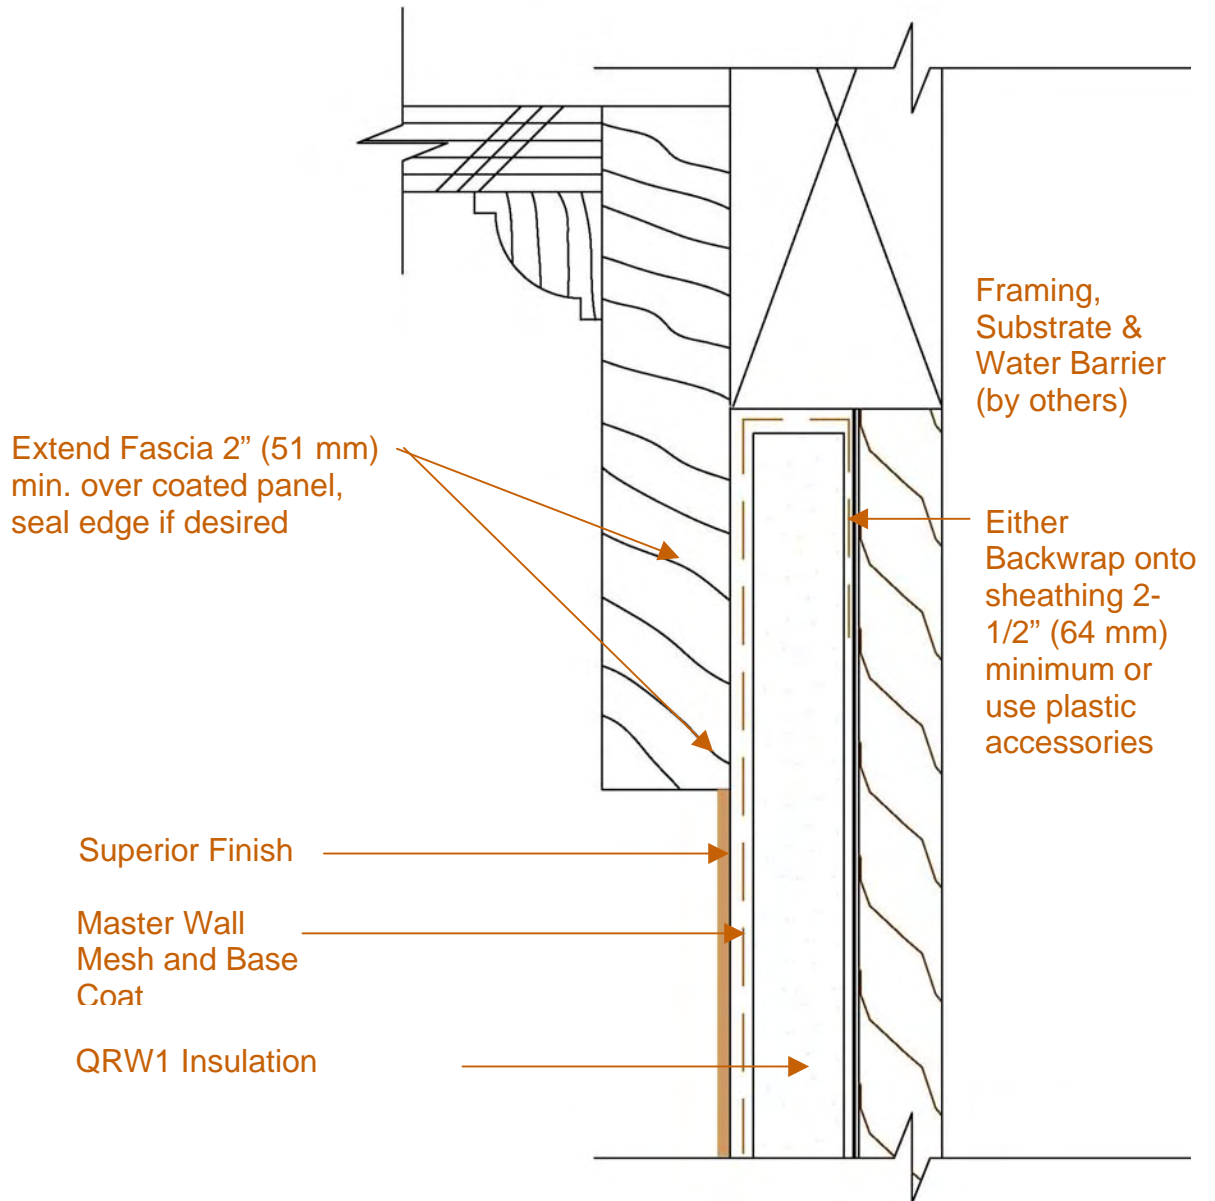 Framing,
Substrate &
Water Barrier
(by others)
Extend Fascia 2” (51 mm)
min. over coated panel,
seal edge if desired
Either
Backwrap onto
sheathing 2-
1/2” (64 mm)
minimum or
use plastic
accessories
Superior Finish
Master Wall
Mesh and Base
Coat
QRW1 Insulation